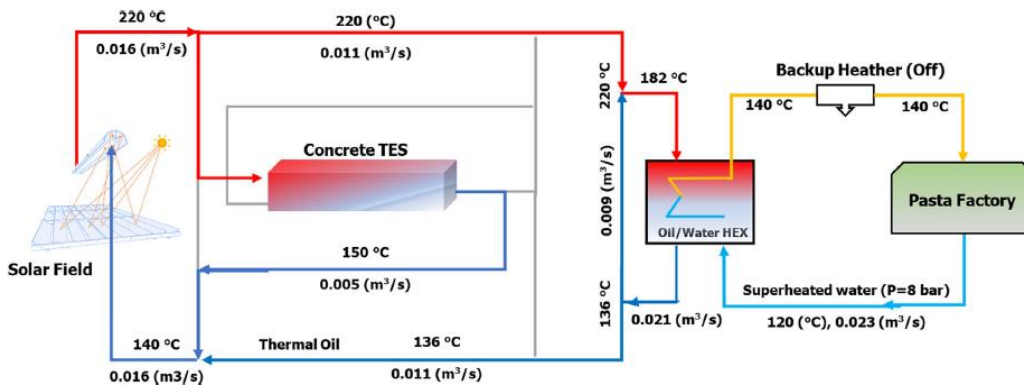 220 °C
0.016 (m³/s)
220 (°C)
0.011 (m³/s)
220 °C
182 °C
Backup Heather (Off)
140 °C
140 °C
Concrete TES
0.009 (m³/s)
Oil/Water HEX
Pasta Factory
Solar Field
150 °C
0.005 (m³/s)
136 °C
0.021 (m³/s)
Superheated water (P=8 bar)
120 (°C), 0.023 (m³/s)
140 °C
0.016 (m3/s)
Thermal Oil
136 °C
0.011 (m³/s)